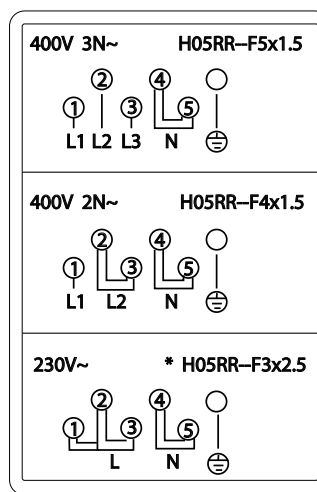 400V 3N~ H05RR--F5x1.5
2 4
1 3 5
L1 L2 L3 N
400V 2N~ H05RR--F4x1.5
2 4
1 3 5
L1 L2 N
230V~ * H05RR--F3x2.5
2 4
1 3 5
L N